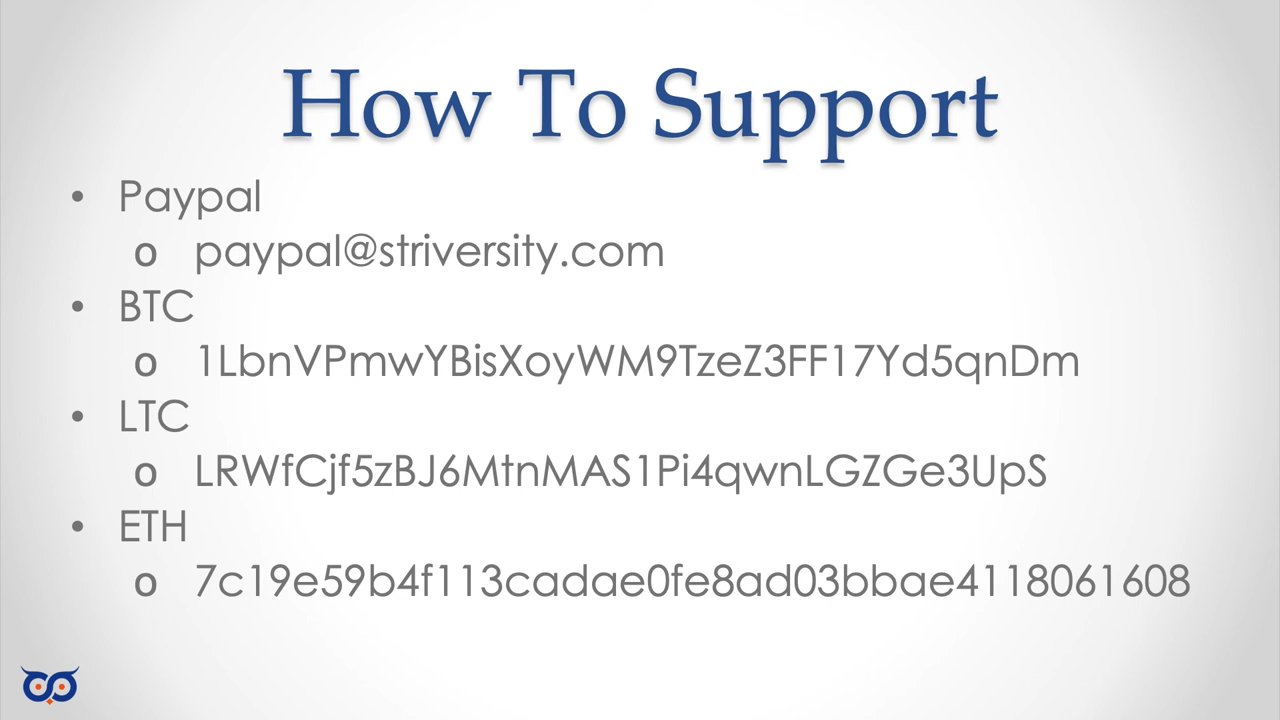 How To Support
• Paypal
o paypal@striversity.com
• BTC
o 1LbnVPmwYBisXoyWM9TzeZ3FF17Yd5qnDm
• LTC
o LRWfCjf5zBJ6MtnMAS1Pi4qwnLGZGe3UpS
• ETH
o 7c19e59b4f113cadae0fe8ad03bbae4118061608